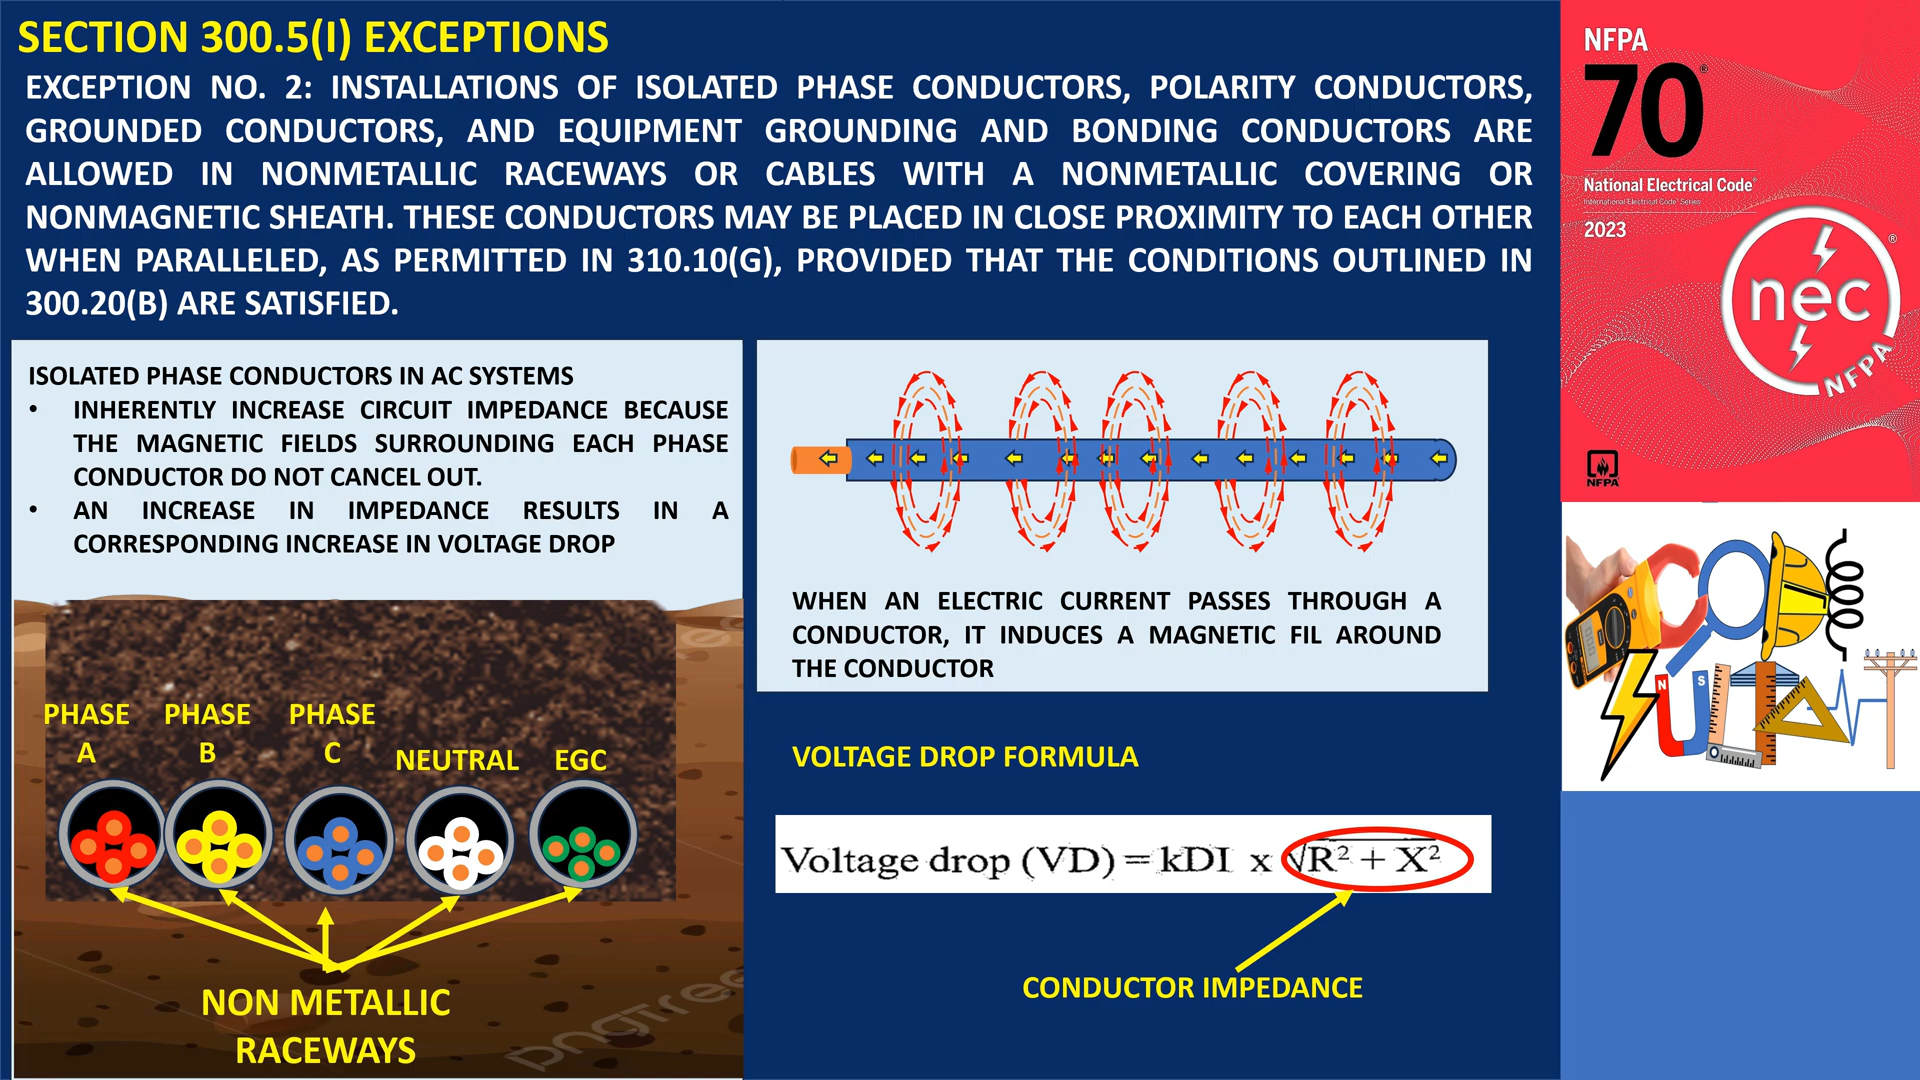 SECTION 300.5(I) EXCEPTIONS
EXCEPTION NO. 2: INSTALLATIONS OF ISOLATED PHASE CONDUCTORS, POLARITY CONDUCTORS,
GROUNDED CONDUCTORS, AND EQUIPMENT GROUNDING AND BONDING CONDUCTORS ARE
ALLOWED IN NONMETALLIC RACEWAYS OR CABLES WITH A NONMETALLIC COVERING OR
NONMAGNETIC SHEATH. THESE CONDUCTORS MAY BE PLACED IN CLOSE PROXIMITY TO EACH OTHER
WHEN PARALLELED, AS PERMITTED IN 310.10(G), PROVIDED THAT THE CONDITIONS OUTLINED IN
300.20(B) ARE SATISFIED.
ISOLATED PHASE CONDUCTORS IN AC SYSTEMS
• INHERENTLY INCREASE CIRCUIT IMPEDANCE BECAUSE
THE MAGNETIC FIELDS SURROUNDING EACH PHASE
CONDUCTOR DO NOT CANCEL OUT.
• AN INCREASE IN IMPEDANCE RESULTS IN A
CORRESPONDING INCREASE IN VOLTAGE DROP
PHASE A
PHASE B
PHASE C
NEUTRAL
EGC
NON METALLIC
RACEWAYS
pngtree
WHEN AN ELECTRIC CURRENT PASSES THROUGH A
CONDUCTOR, IT INDUCES A MAGNETIC FIL AROUND
THE CONDUCTOR
VOLTAGE DROP FORMULA
Voltage drop (VD) = kDI x √R² + X²
CONDUCTOR IMPEDANCE
NFPA
70®
National Electrical Code®
International Electrical Code® Series
2023
nec®
NFPA
NFPA
N S